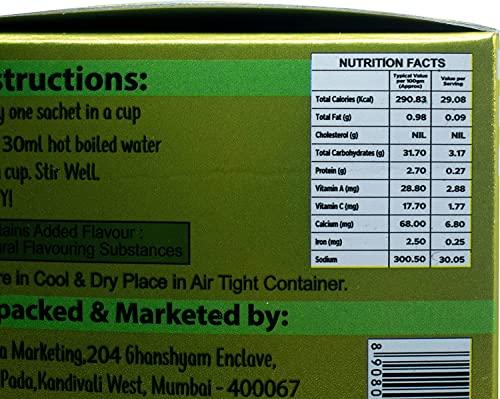 structions:
y one sachet in a cup
30ml hot boiled water
cup. Stir Well.
Y!
tains Added Flavour :
ural Flavouring Substances
re in Cool & Dry Place in Air Tight Container.
packed & Marketed by:
a Marketing,204 Ghanshyam Enclave,
Pada,Kandivali West, Mumbai - 400067
NUTRITION FACTS
Typical Value per 100gm (Approx) Value per Serving
Total Calories (Kcal) 290.83 29.08
Total Fat (g) 0.98 0.09
Cholesterol (g) NIL NIL
Total Carbohydrates (g) 31.70 3.17
Protein (g) 2.70 0.27
Vitamin A (mg) 28.80 2.88
Vitamin C (mg) 17.70 1.77
Calcium (mg) 68.00 6.80
Iron (mg) 2.50 0.25
Sodium 300.50 30.05
8 9080